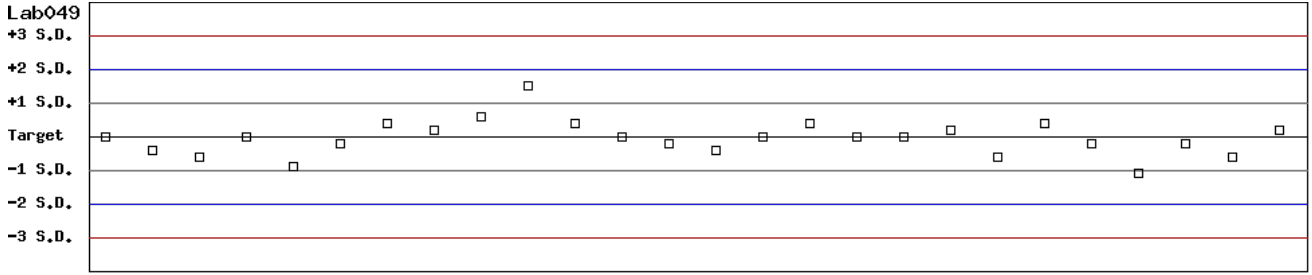 Lab049
+3 S.D.
+2 S.D.
+1 S.D.
Target
-1 S.D.
-2 S.D.
-3 S.D.